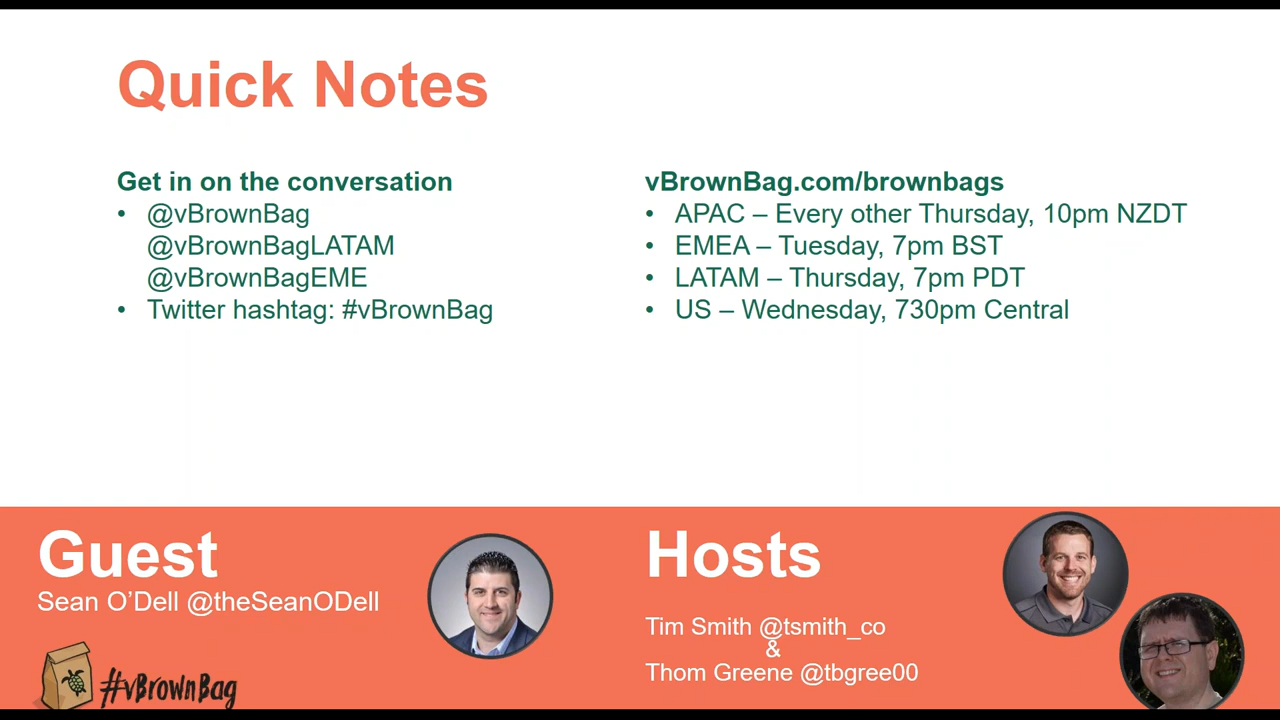 Quick Notes
Get in on the conversation
• @vBrownBag
@vBrownBagLATAM
@vBrownBagEME
• Twitter hashtag: #vBrownBag
vBrownBag.com/brownbags
• APAC – Every other Thursday, 10pm NZDT
• EMEA – Tuesday, 7pm BST
• LATAM – Thursday, 7pm PDT
• US – Wednesday, 730pm Central
Guest
Sean O’Dell @theSeanODell
#vBrownBag
Hosts
Tim Smith @tsmith_co
&
Thom Greene @tbgree00